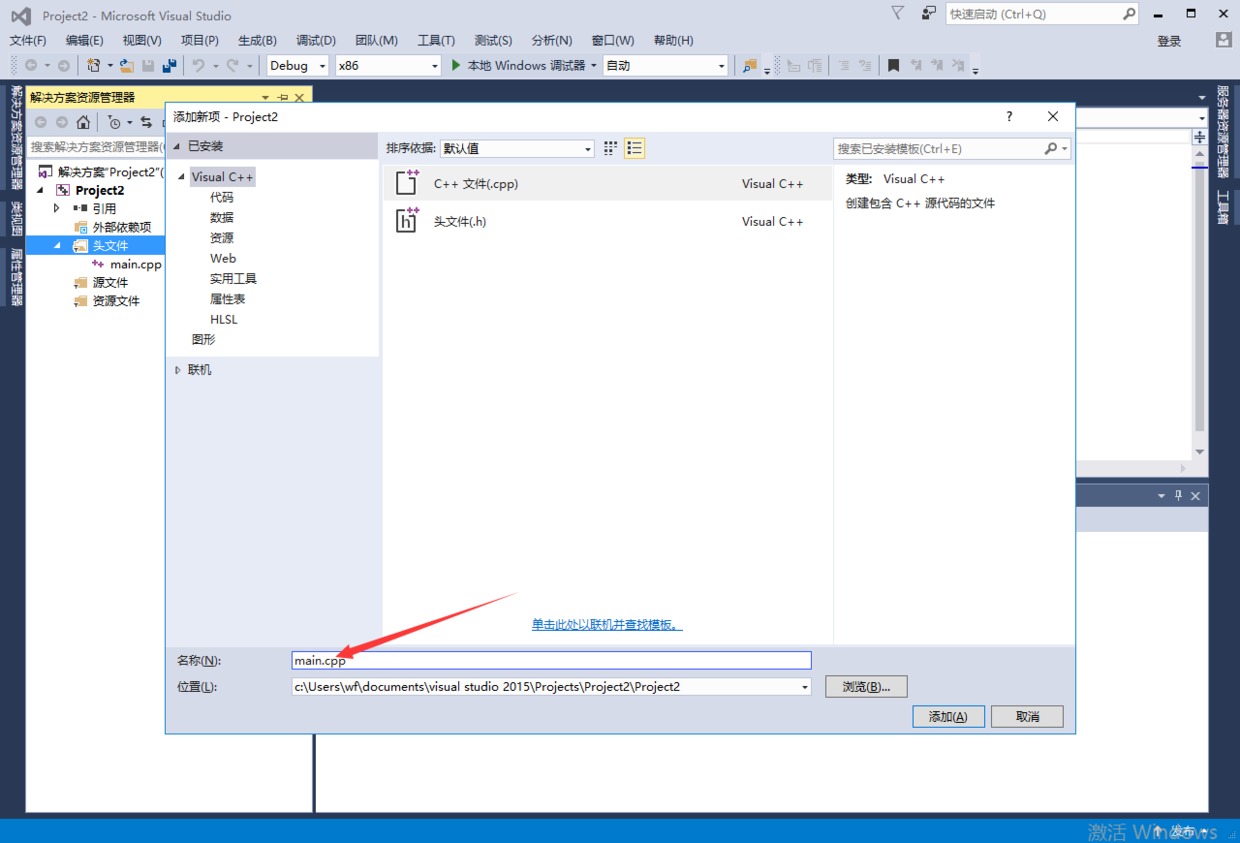 Project2 - Microsoft Visual Studio
快速启动 (Ctrl+Q)
文件(F) 编辑(E) 视图(V) 项目(P) 生成(B) 调试(D) 团队(M) 工具(T) 测试(S) 分析(N) 窗口(W) 帮助(H)
登录
Debug x86 本地 Windows 调试器 自动
解决方案资源管理器
类视图
属性管理器
解决方案资源管理器
搜索解决方案资源管理器(
解决方案"Project2"(
Project2
引用
外部依赖项
头文件
main.cpp
源文件
资源文件
添加新项 - Project2
?
已安装
Visual C++
代码
数据
资源
Web
实用工具
属性表
HLSL
图形
联机
排序依据: 默认值
搜索已安装模板(Ctrl+E)
C++ 文件(.cpp) Visual C++
头文件(.h) Visual C++
类型: Visual C++
创建包含 C++ 源代码的文件
单击此处以联机并查找模板。
名称(N): main.cpp
位置(L): c:\Users\wf\documents\visual studio 2015\Projects\Project2\Project2
浏览(B)...
添加(A) 取消
服务器资源管理器
工具箱
激活 Windows
发布